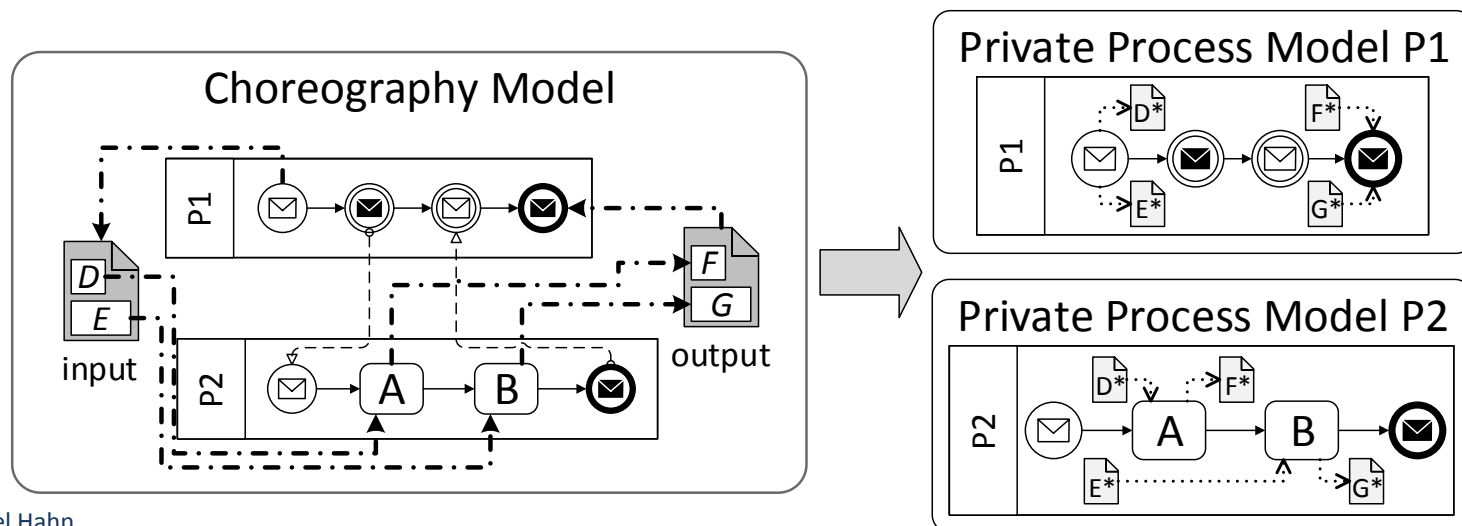 Choreography Model
P1
D
E
input
F
G
output
P2
A
B
Private Process Model P1
P1
D*
F*
E*
G*
Private Process Model P2
P2
D*
F*
A
B
E*
G*
el Hahn